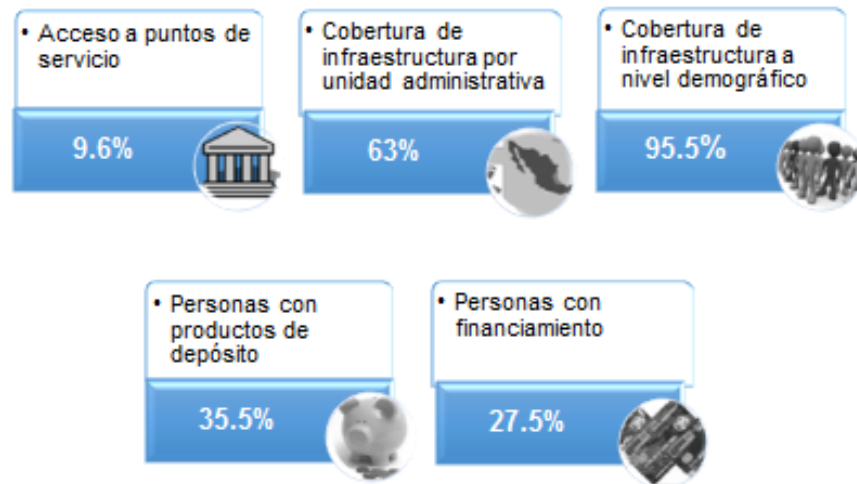 • Acceso a puntos de
servicio
9.6%
• Cobertura de
infraestructura por
unidad administrativa
63%
• Cobertura de
infraestructura a
nivel demográfico
95.5%
• Personas con
productos de
depósito
35.5%
• Personas con
financiamiento
27.5%